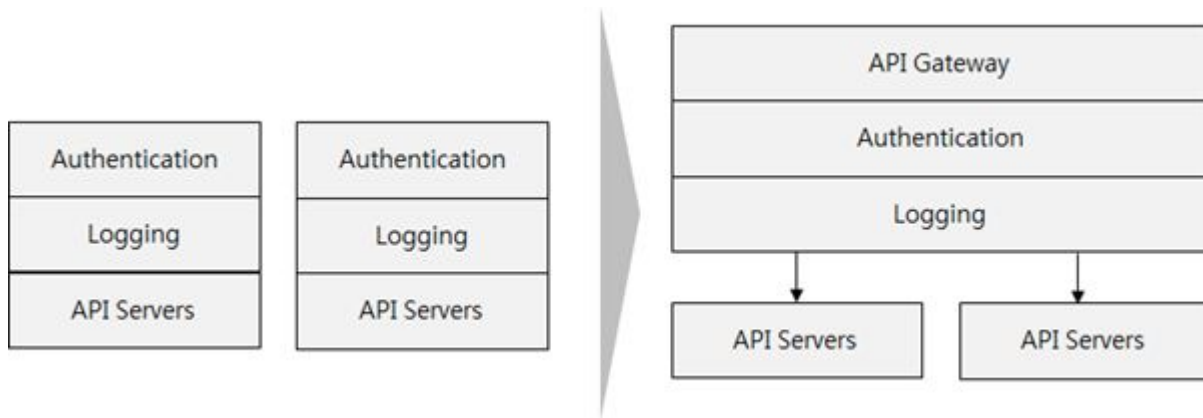 Authentication
Logging
API Servers
Authentication
Logging
API Servers
API Gateway
Authentication
Logging
API Servers
API Servers